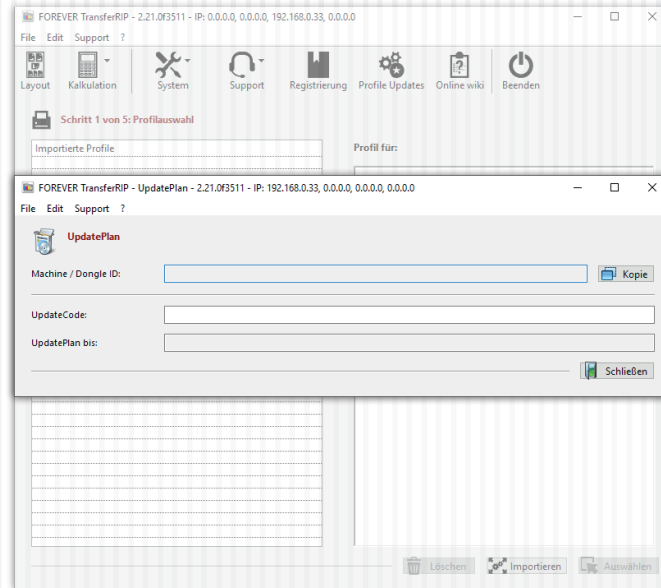 FOREVER TransferRIP - 2.21.0f3511 - IP: 0.0.0.0, 0.0.0.0, 192.168.0.33, 0.0.0.0
File Edit Support ?
Layout Kalkulation System Support Registrierung Profile Updates Online wiki Beenden
Schritt 1 von 5: Profilauswahl
Importierte Profile Profil für:
FOREVER TransferRIP - UpdatePlan - 2.21.0f3511 - IP: 192.168.0.33, 0.0.0.0, 0.0.0.0, 0.0.0.0
File Edit Support ?
UpdatePlan
Machine / Dongle ID: Kopie
UpdateCode:
UpdatePlan bis:
Schließen
Löschen Importieren Auswählen